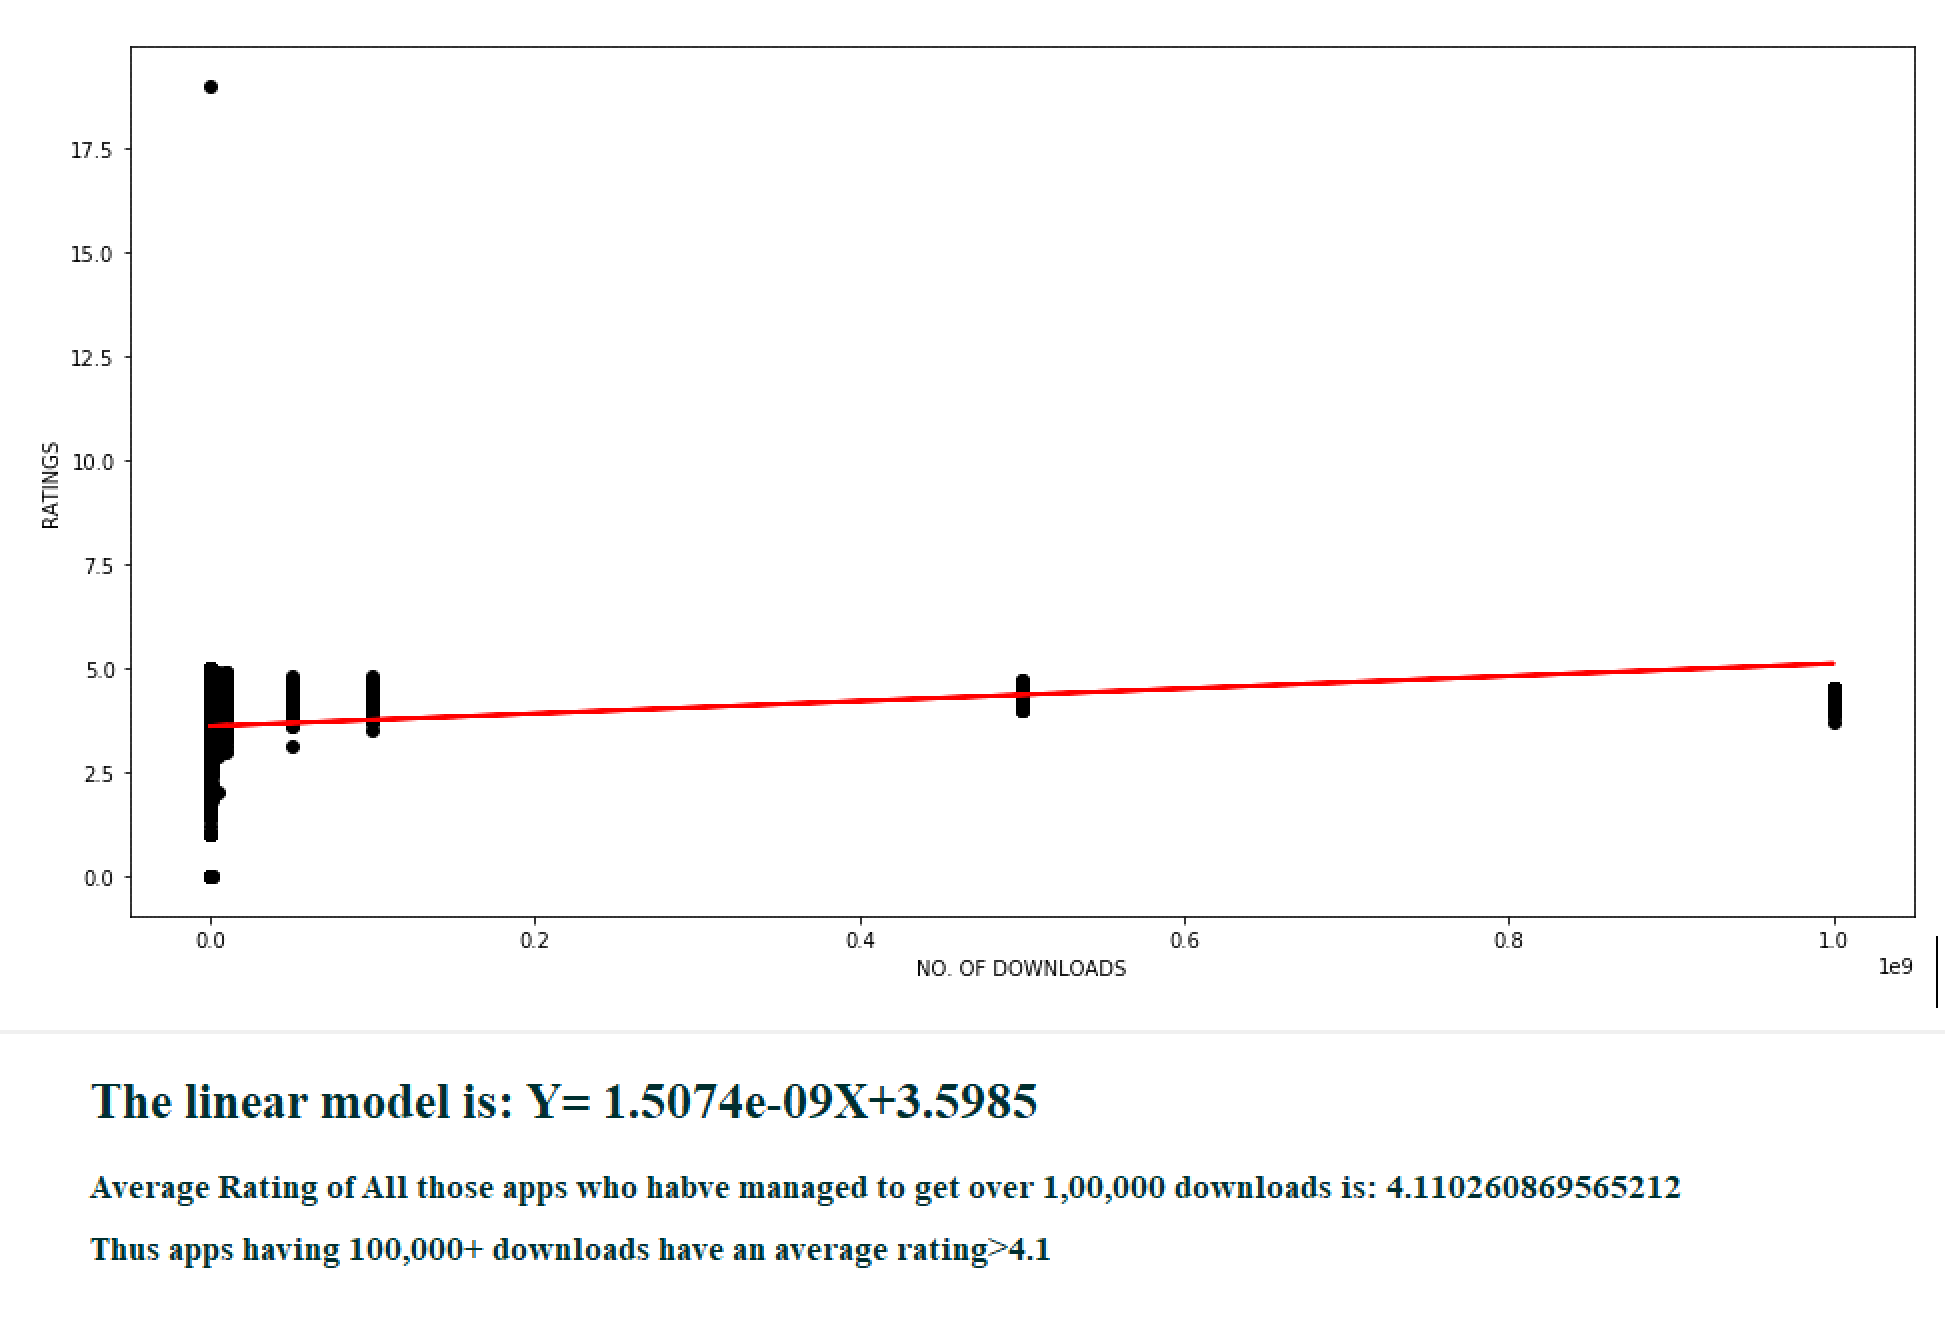 17.5
15.0
12.5
10.0
7.5
5.0
2.5
0.0
RATINGS
0.0 0.2 0.4 0.6 0.8 1.0
NO. OF DOWNLOADS
1e9
The linear model is: Y= 1.5074e-09X+3.5985
Average Rating of All those apps who habve managed to get over 1,00,000 downloads is: 4.110260869565212
Thus apps having 100,000+ downloads have an average rating>4.1